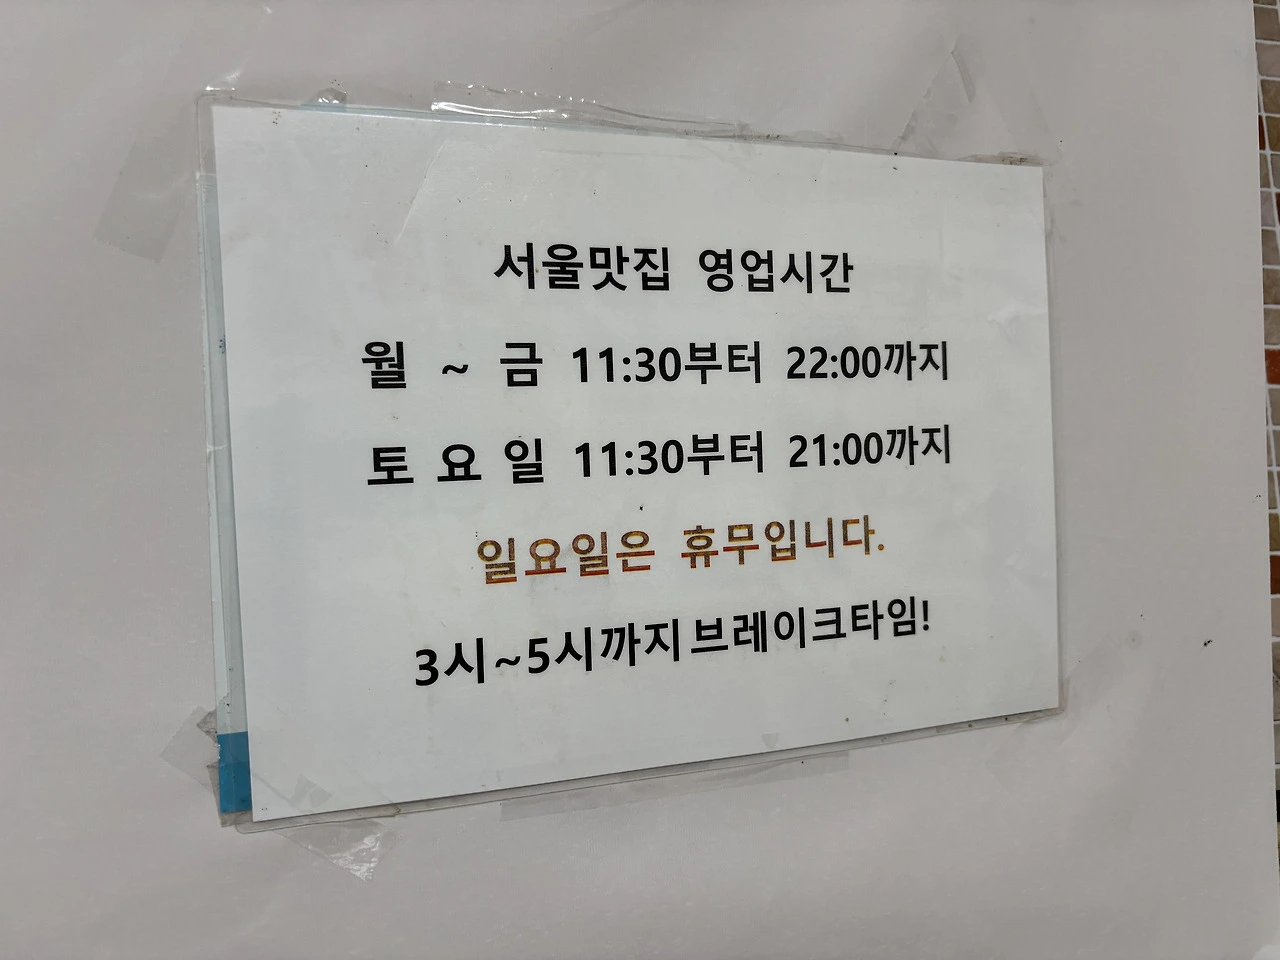 서울맛집 영업시간
월 ~ 금 11:30부터 22:00까지
토 요 일 11:30부터 21:00까지
일요일은 휴무입니다.
3시~5시까지 브레이크타임!